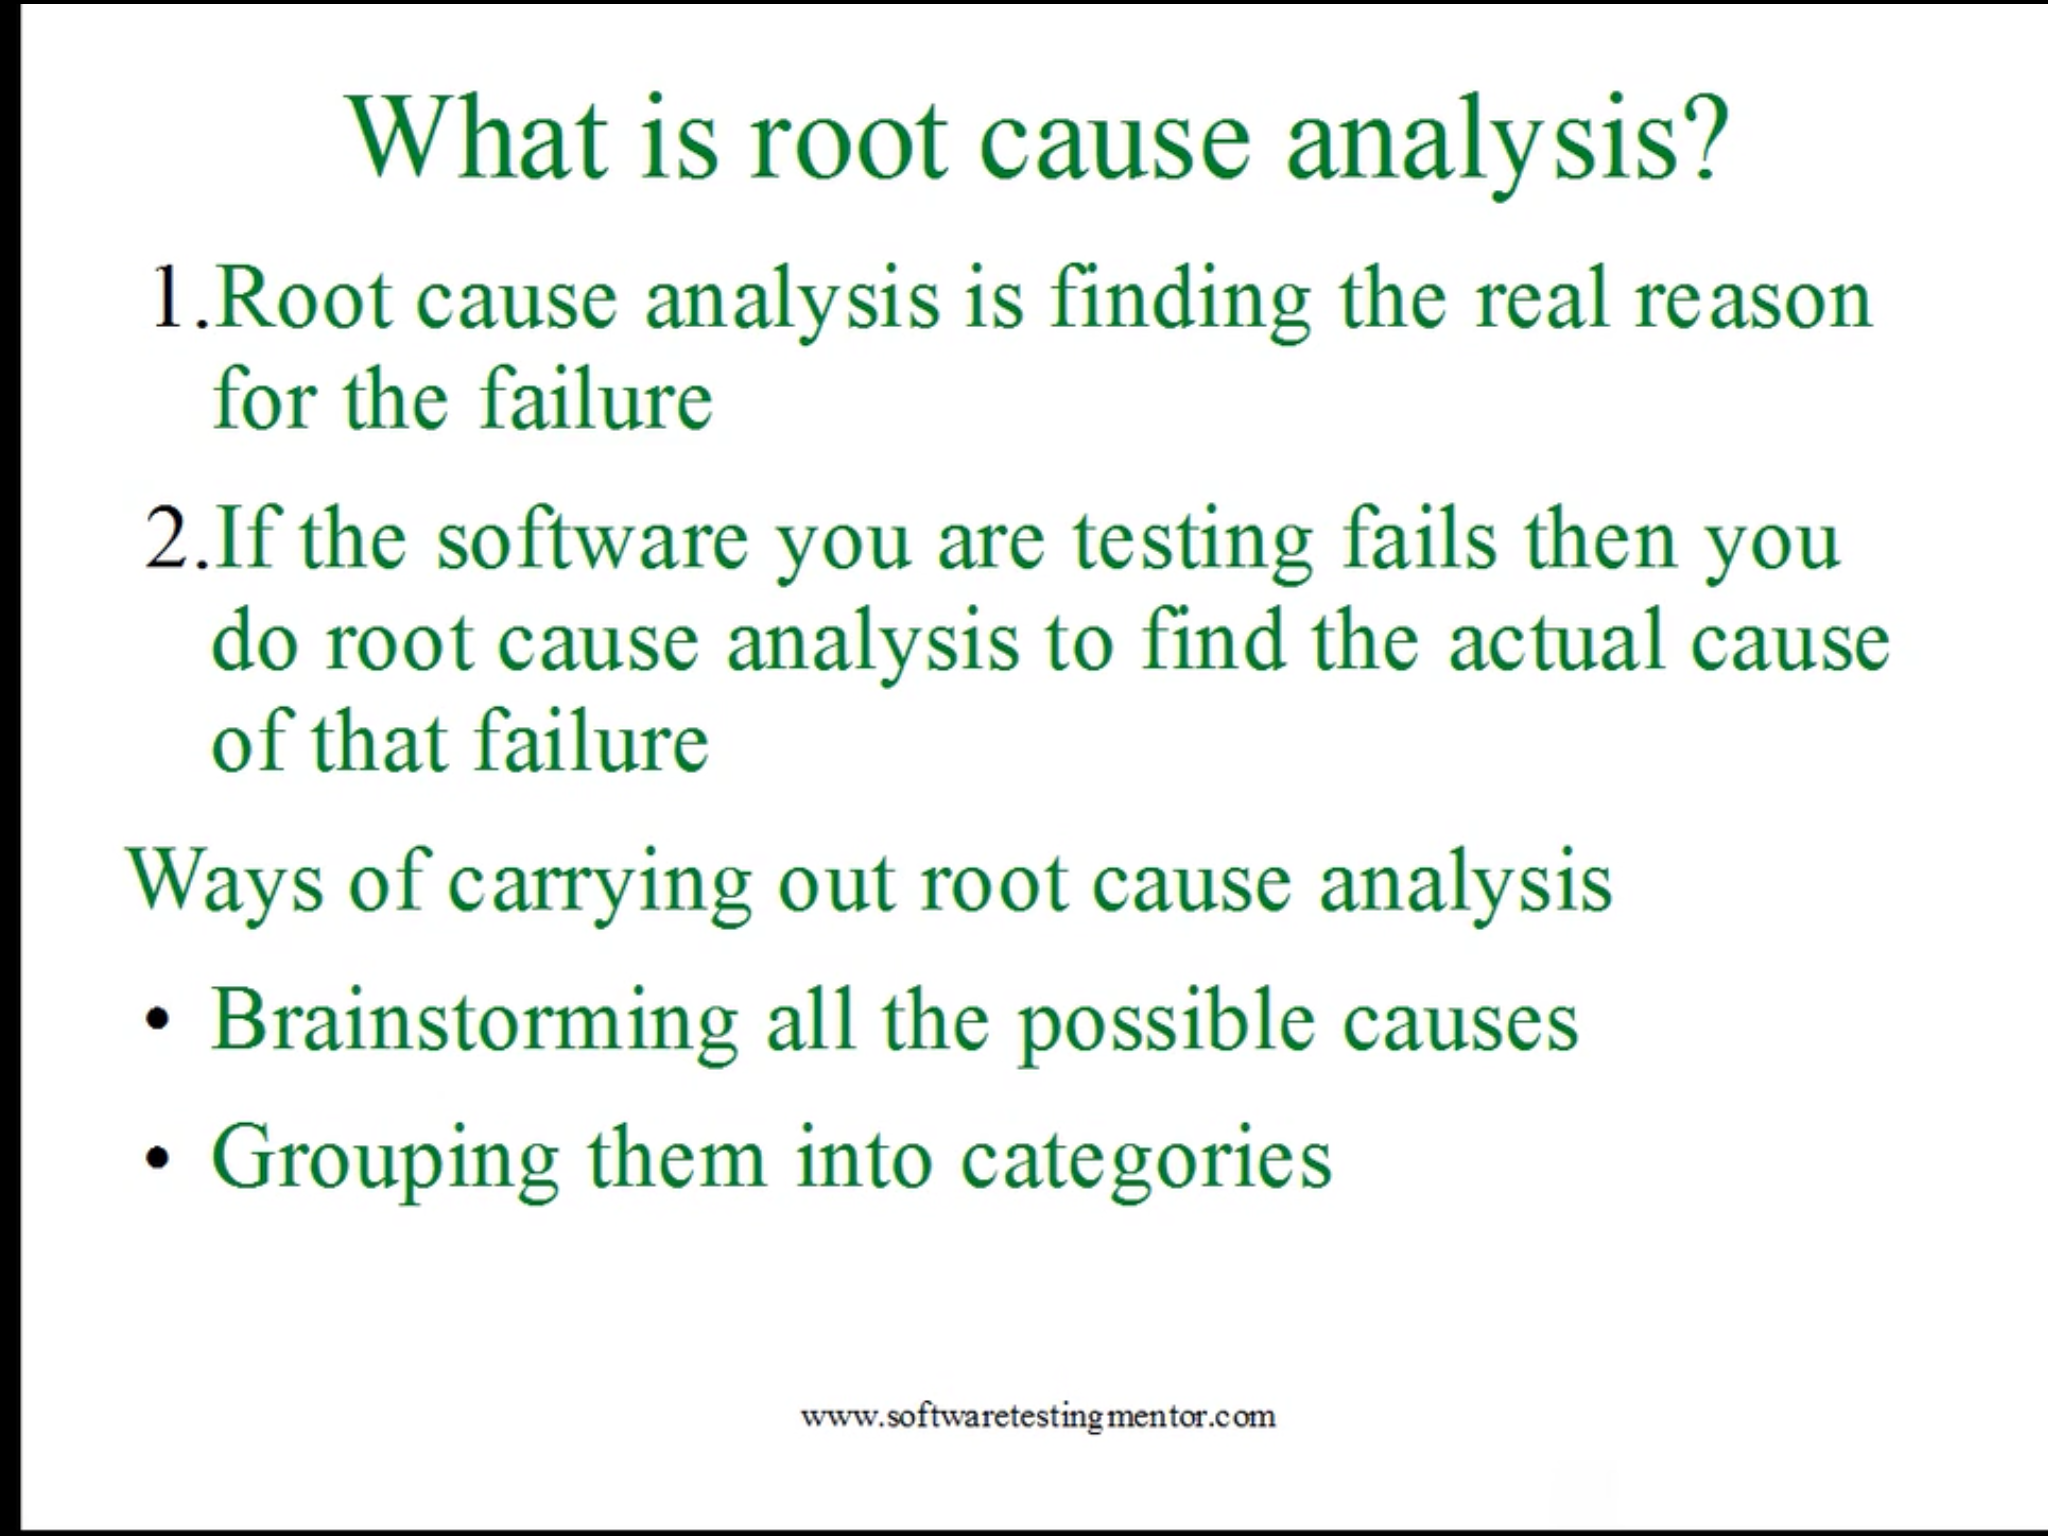 What is root cause analysis?
1.Root cause analysis is finding the real reason
for the failure
2.If the software you are testing fails then you
do root cause analysis to find the actual cause
of that failure
Ways of carrying out root cause analysis
• Brainstorming all the possible causes
• Grouping them into categories
www.softwaretestingmentor.com